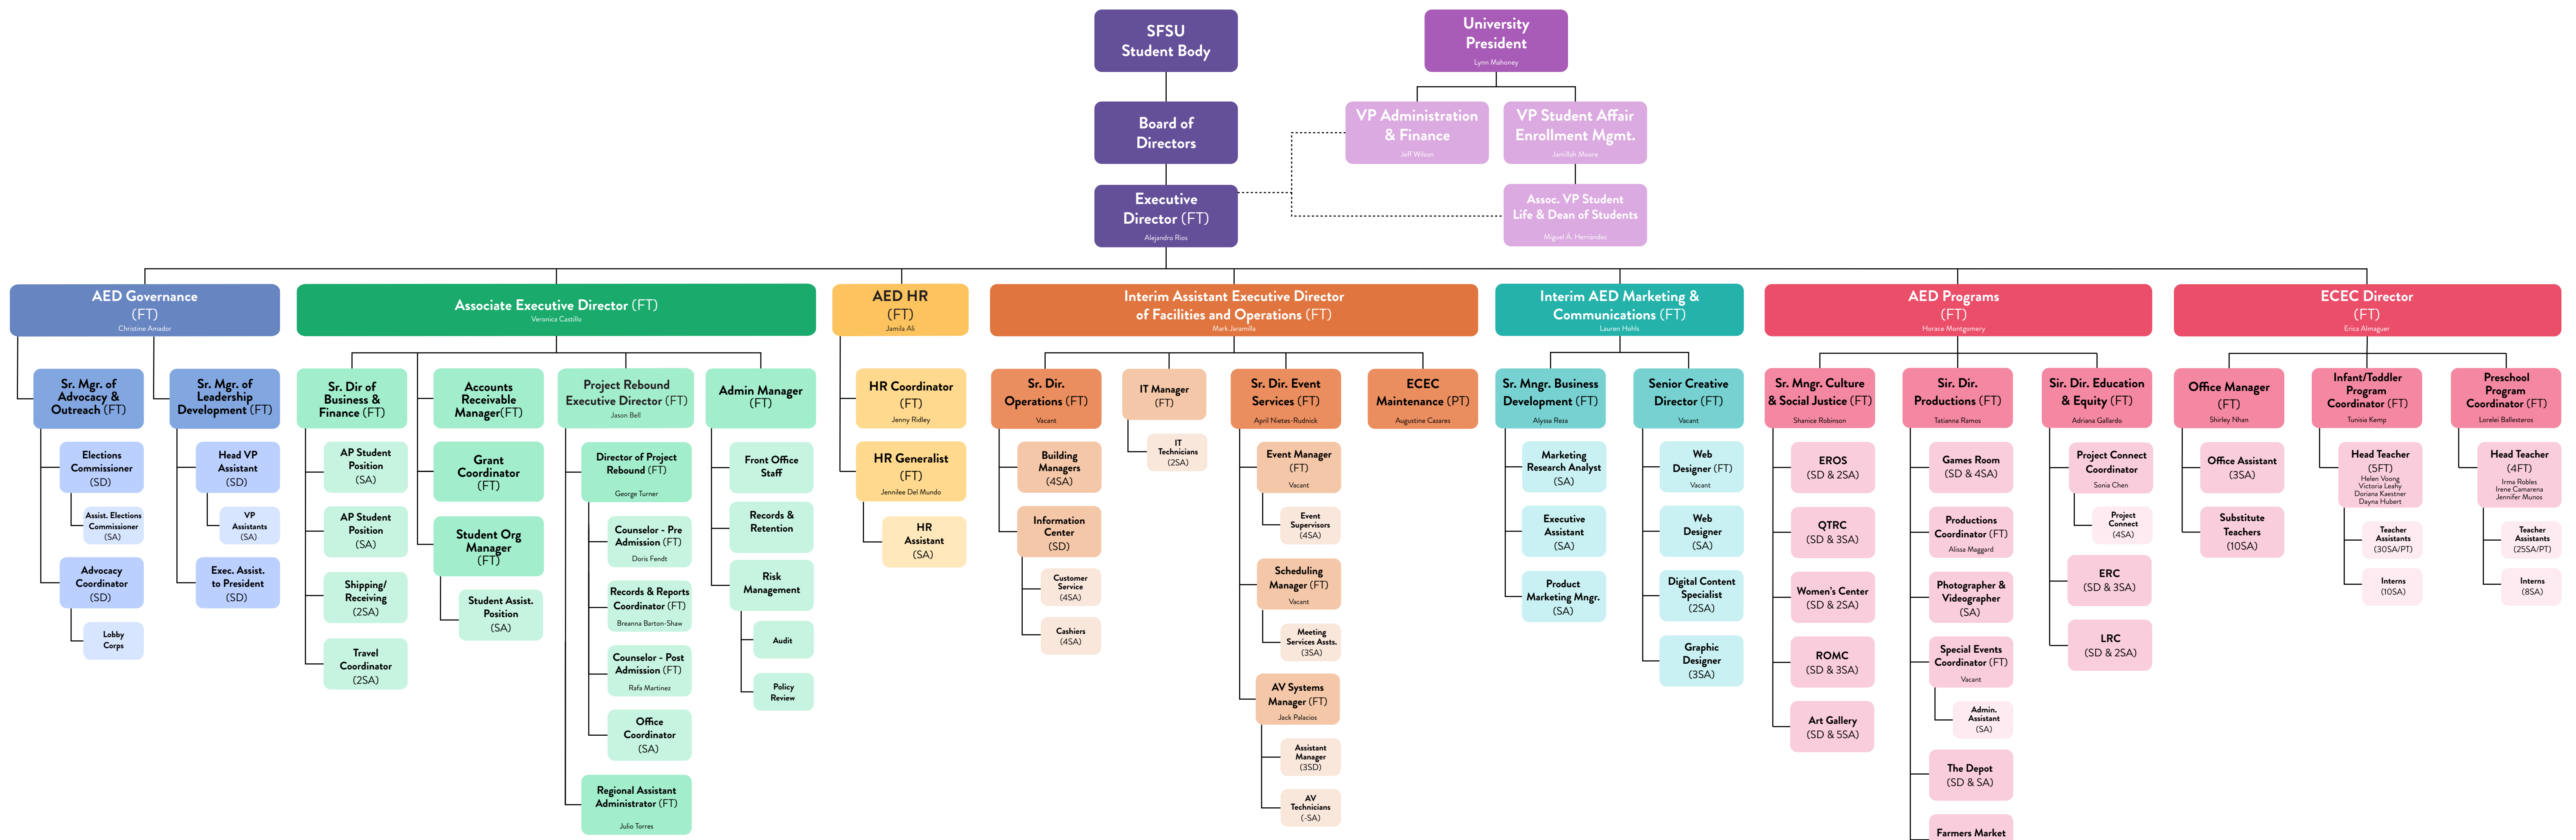 SFSU
Student Body
University
President
Lynn Mahoney
Board of
Directors
VP Administration
& Finance
Jeff Wilson
VP Student Affair
Enrollment Mgmt.
Jamillah Moore
Executive
Director (FT)
Alejandro Rios
Assoc. VP Student
Life & Dean of Students
Miguel Á. Hernández
AED Governance
(FT)
Christine Amador
Sr. Mgr. of
Advocacy &
Outreach (FT)
Elections
Commissioner
(SD)
Assist. Elections
Commissioner
(SA)
Advocacy
Coordinator
(SD)
Lobby
Corps
Sr. Mgr. of
Leadership
Development (FT)
Head VP
Assistant
(SD)
VP
Assistants
(SA)
Exec. Assist.
to President
(SD)
Associate Executive Director (FT)
Veronica Castillo
Sr. Dir of
Business &
Finance (FT)
AP Student
Position
(SA)
AP Student
Position
(SA)
Shipping/
Receiving
(2SA)
Travel
Coordinator
(2SA)
Accounts
Receivable
Manager(FT)
Grant
Coordinator
(FT)
Student Org
Manager
(FT)
Student Assist.
Position
(SA)
Project Rebound
Executive Director (FT)
Jason Bell
Director of Project
Rebound (FT)
George Turner
Counselor - Pre
Admission (FT)
Doris Fendt
Records & Reports
Coordinator (FT)
Breanna Barton-Shaw
Counselor - Post
Admission (FT)
Rafa Martinez
Office
Coordinator
(SA)
Regional Assistant
Administrator (FT)
Julio Torres
Admin Manager
(FT)
Front Office
Staff
Records &
Retention
Risk
Management
Audit
Policy
Review
AED HR
(FT)
Jamila Ali
HR Coordinator
(FT)
Jenny Ridley
HR Generalist
(FT)
Jennilee Del Mundo
HR
Assistant
(SA)
Interim Assistant Executive Director
of Facilities and Operations (FT)
Mark Jaramilla
Sr. Dir.
Operations (FT)
Vacant
Building
Managers
(4SA)
Information
Center
(SD)
Customer
Service
(4SA)
Cashiers
(4SA)
IT Manager
(FT)
IT
Technicians
(2SA)
Sr. Dir. Event
Services (FT)
April Nietes-Rudnick
Event Manager
(FT)
Vacant
Event
Supervisors
(4SA)
Scheduling
Manager (FT)
Vacant
Meeting
Services Assts.
(3SA)
AV Systems
Manager (FT)
Jack Palacios
Assistant
Manager
(3SD)
AV
Technicians
(-SA)
ECEC
Maintenance (PT)
Augustine Cazares
Interim AED Marketing &
Communications (FT)
Lauren Hohls
Sr. Mngr. Business
Development (FT)
Alyssa Reza
Marketing
Research Analyst
(SA)
Executive
Assistant
(SA)
Product
Marketing Mngr.
(SA)
Senior Creative
Director (FT)
Vacant
Web
Designer (FT)
Vacant
Web
Designer
(SA)
Digital Content
Specialist
(2SA)
Graphic
Designer
(3SA)
AED Programs
(FT)
Horace Montgomery
Sr. Mngr. Culture
& Social Justice (FT)
Shanice Robinson
EROS
(SD & 2SA)
QTRC
(SD & 3SA)
Women's Center
(SD & 2SA)
ROMC
(SD & 3SA)
Art Gallery
(SD & 5SA)
Sir. Dir.
Productions (FT)
Tatianna Ramos
Games Room
(SD & 4SA)
Productions
Coordinator (FT)
Alissa Maggard
Photographer &
Videographer
(SA)
Special Events
Coordinator (FT)
Vacant
Admin.
Assistant
(SA)
The Depot
(SD & SA)
Farmers Market
Sir. Dir. Education
& Equity (FT)
Adriana Gallardo
Project Connect
Coordinator
Sonia Chen
Project
Connect
(4SA)
ERC
(SD & 3SA)
LRC
(SD & 2SA)
ECEC Director
(FT)
Erica Almaguer
Office Manager
(FT)
Shirley Nhan
Office Assistant
(3SA)
Substitute
Teachers
(10SA)
Infant/Toddler
Program
Coordinator (FT)
Tunisia Kemp
Head Teacher
(5FT)
Helen Voong
Victoria Leahy
Doriana Kaestner
Dayna Hubert
Teacher
Assistants
(30SA/PT)
Interns
(10SA)
Preschool
Program
Coordinator (FT)
Lorelei Ballesteros
Head Teacher
(4FT)
Irma Robles
Irene Camarena
Jennifer Munos
Teacher
Assistants
(25SA/PT)
Interns
(8SA)